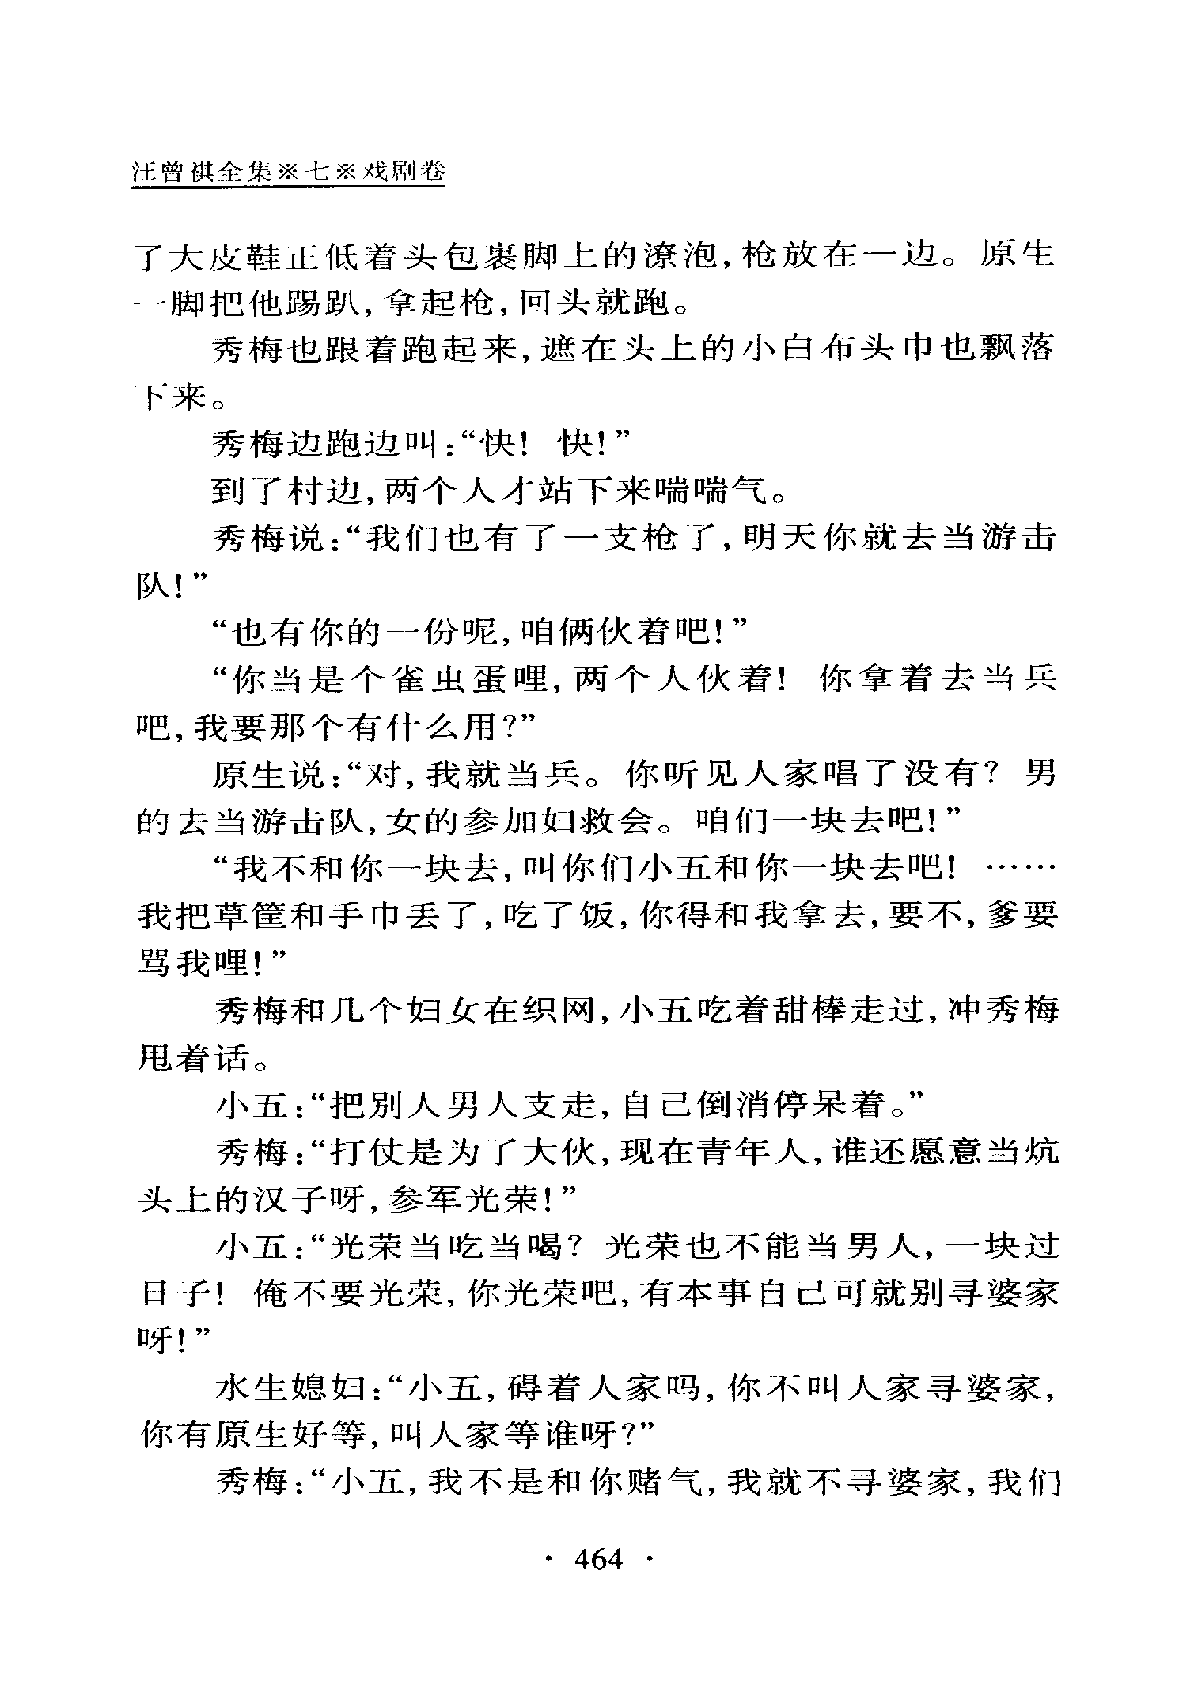 汪曾祺全集※七※戏剧卷
了大皮鞋正低着头包裹脚上的潦泡，枪放在一边。原生
一脚把他踢趴，拿起枪，回头就跑。
秀梅也跟着跑起来，遮在头上的小白布头巾也飘落
下来。
秀梅边跑边叫：“快！快！”
到了村边，两个人才站下来喘喘气。
秀梅说：“我们也有了一支枪了，明天你就去当游击
队！”
“也有你的一份呢，咱俩伙着吧！”
“你当是个雀虫蛋哩，两个人伙着！你拿着去当兵
吧，我要那个有什么用？”
原生说：“对，我就当兵。你听见人家唱了没有？男
的去当游击队，女的参加妇救会。咱们一块去吧！”
“我不和你一块去，叫你们小五和你一块去吧！……
我把草筐和手巾丢了，吃了饭，你得和我拿去，要不，爹要
骂我哩！”
秀梅和几个妇女在织网，小五吃着甜棒走过，冲秀梅
甩着话。
小五：“把别人男人支走，自己倒消停呆着。”
秀梅：“打仗是为了大伙，现在青年人，谁还愿意当炕
头上的汉子呀，参军光荣！”
小五：“光荣当吃当喝？光荣也不能当男人，一块过
日子！俺不要光荣，你光荣吧，有本事自己可就别寻婆家
呀！”
水生媳妇：“小五，碍着人家吗，你不叫人家寻婆家，
你有原生好等，叫人家等谁呀？”
秀梅：“小五，我不是和你赌气，我就不寻婆家，我们
· 464 ·